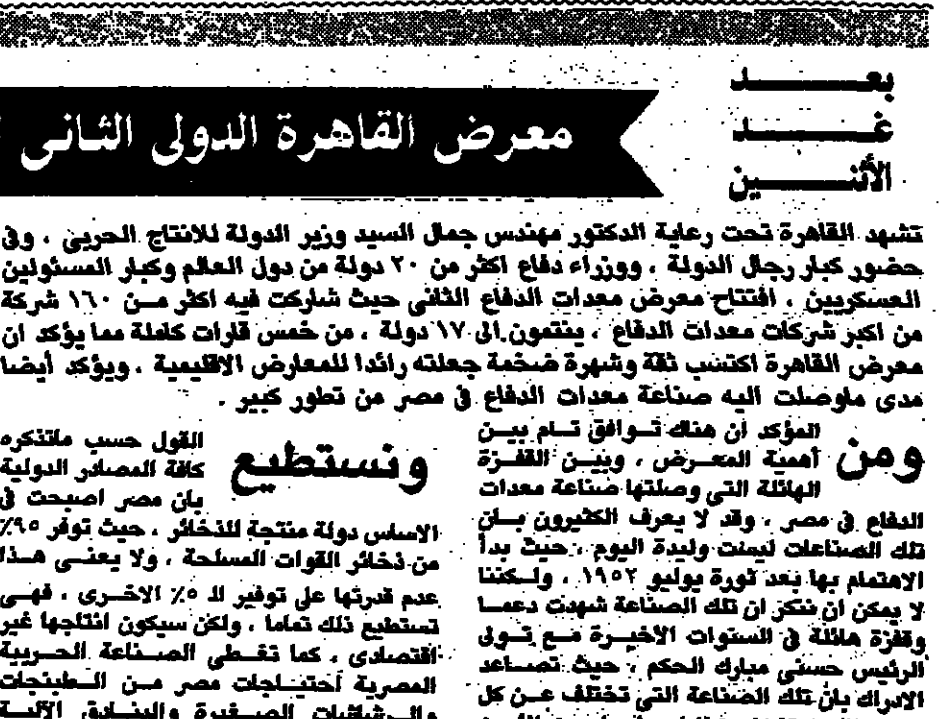 بعد
غد
الأثنين
معرض القاهرة الدولى الثانى
تشهد القاهرة تحت رعاية الدكتور مهندس جمال السيد وزير الدولة للانتاج الحربى ، وفى
حضور كبار رجال الدولة ، ووزراء دفاع اكثر من ٢٠ دولة من دول العالم وكبار المسئولين
العسكريين ، افتتاح معرض معدات الدفاع الثانى حيث شاركت فيه اكثر من ١٦٠ شركة
من اكبر شركات معدات الدفاع ، ينتمون الى ١٧ دولة ، من خمس قارات كاملة مما يؤكد ان
معرض القاهرة اكتسب ثقة وشهرة ضخمة جعلته رائدا للمعارض الاقليمية ، ويؤكد أيضا
مدى ماوصلت اليه صناعة معدات الدفاع فى مصر من تطور كبير .
ومن المؤكد أن هناك توافق تام بين
أهمية المعرض ، وبين القفزة
الهائلة التى وصلتها صناعة معدات
الدفاع فى مصر ، وقد لا يعرف الكثيرون بان
تلك الصناعات ليست وليدة اليوم ، حيث بدأ
الاهتمام بها بعد ثورة يوليو ١٩٥٢ ، ولكننا
لا يمكن ان ننكر ان تلك الصناعة شهدت دعما
وقفزة هائلة فى السنوات الأخيرة مع تولى
الرئيس حسنى مبارك الحكم ، حيث تصاعد
الادراك بان تلك الصناعة التى تختلف عن كل
ونستطيع القول حسب ماتذكره
كافة المصادر الدولية
بان مصر اصبحت فى
الاساس دولة منتجة للذخائر ، حيث توفر ٩٥٪
من ذخائر القوات المسلحة ، ولا يعنى هذا
عدم قدرتها على توفير لل ٥٪ الاخرى ، فهى
تستطيع ذلك تماما ، ولكن سيكون انتاجها غير
اقتصادى ، كما تغطى الصناعة الحربية
المصرية احتياجات مصر من الطبنجات
والرشاشات الصغيرة والبنادق الآلية